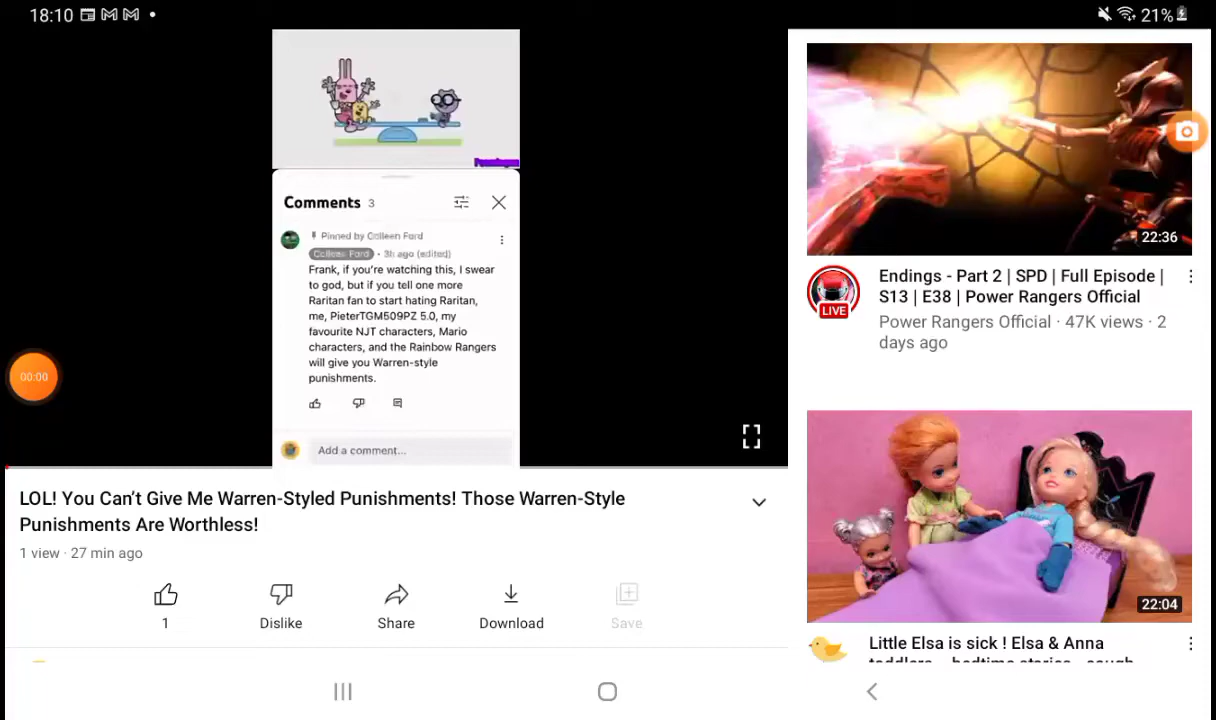 18:10
21%
Comments 3
Pinned by Colleen Ford
Colleen Ford • 3h ago (edited)
Frank, if you're watching this, I swear
to god, but if you tell one more
Raritan fan to start hating Raritan,
me, PieterTGM509PZ 5.0, my
favourite NJT characters, Mario
characters, and the Rainbow Rangers
will give you Warren-style
punishments.
Add a comment...
00:00
LOL! You Can’t Give Me Warren-Styled Punishments! Those Warren-Style
Punishments Are Worthless!
1 view · 27 min ago
1
Dislike
Share
Download
Save
22:36
LIVE
Endings - Part 2 | SPD | Full Episode |
S13 | E38 | Power Rangers Official
Power Rangers Official · 47K views · 2
days ago
22:04
Little Elsa is sick ! Elsa & Anna
toddlers - bedtime stories - cough